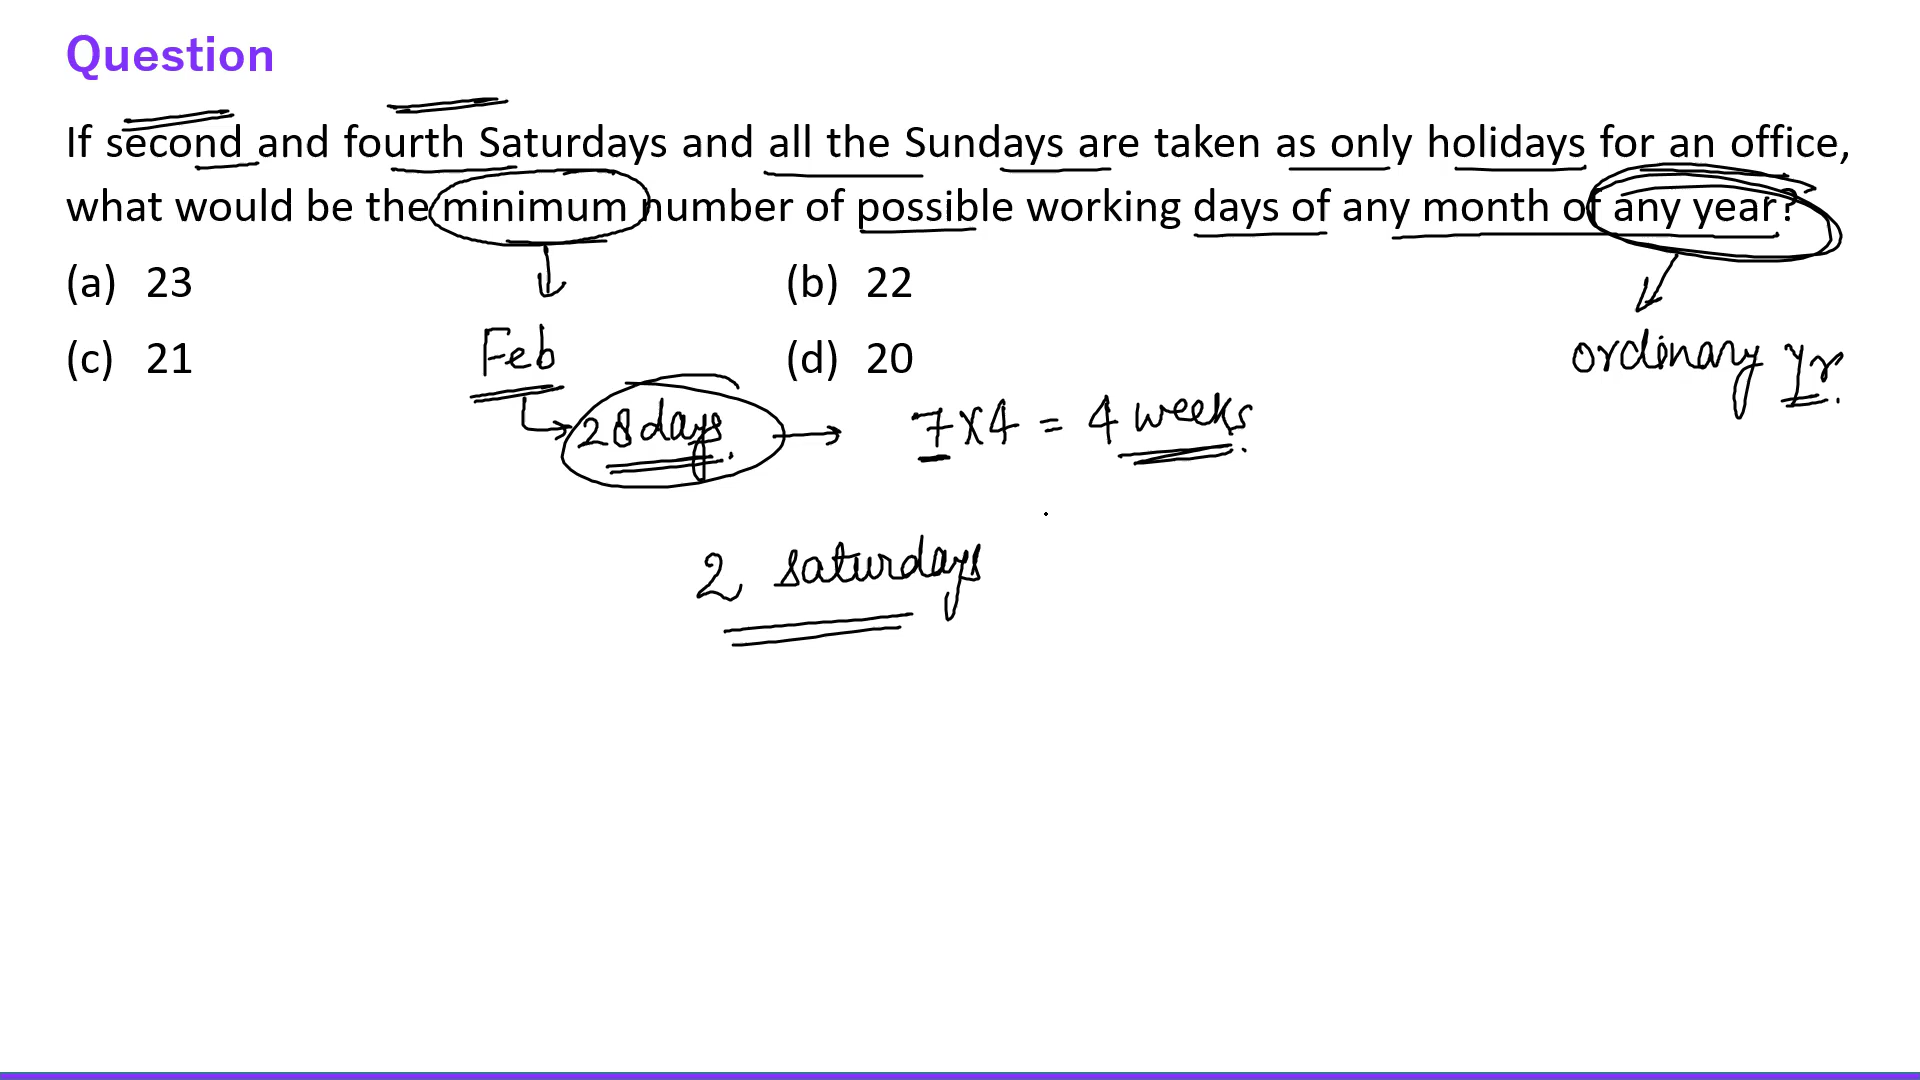 Question
If second and fourth Saturdays and all the Sundays are taken as only holidays for an office,
what would be the minimum number of possible working days of any month of any year?
(a) 23 (b) 22
(c) 21 (d) 20
Feb
ordinary yr.
28 days. 7x4 = 4 weeks.
2 saturdays